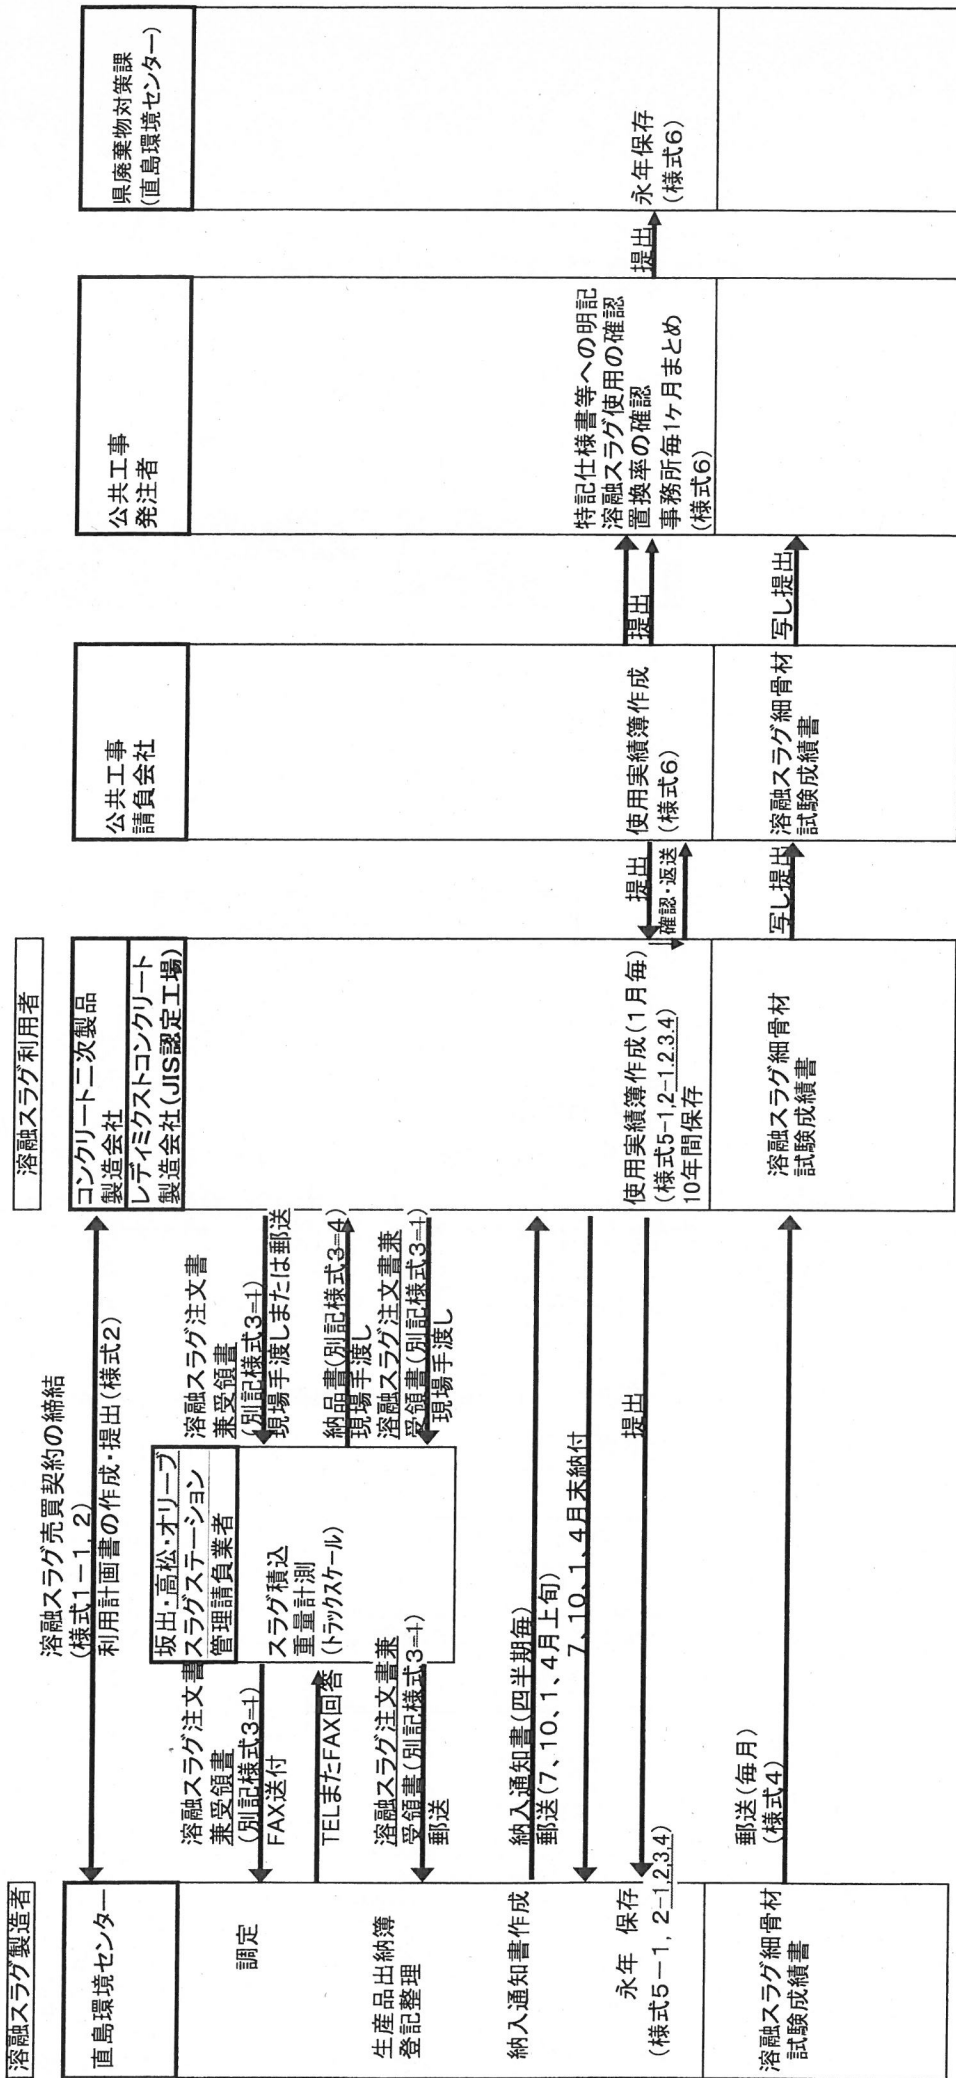 溶融スラグ製造者
直島環境センター
調定
生産品出納簿
登記整理
納入通知書作成
永年 保存
(様式5－1, 2-1,2,3,4)
溶融スラグ細骨材
試験成績書
溶融スラグ売買契約の締結
(様式1－1, 2)
利用計画書の作成・提出(様式2)
溶融スラグ注文書
兼受領書
(別記様式3=1)
FAX送付
TELまたFAX回答
溶融スラグ注文書兼
受領書(別記様式3=1)
郵送
坂出・高松・オリーブ
スラグステーション
管理請負業者
スラグ積込
重量計測
(トラックスケール)
溶融スラグ注文書
兼受領書
(別記様式3=1)
現場手渡しまたは郵送
納品書(別記様式3=4)
現場手渡し
溶融スラグ注文書兼
受領書(別記様式3=1)
現場手渡し
納入通知書(四半期毎)
郵送(7、10、1、4月上旬)
7、10、1、4月末納付
提出
郵送(毎月)
(様式4)
溶融スラグ利用者
コンクリート二次製品
製造会社
レディミクストコンクリート
製造会社(JIS認定工場)
使用実績簿作成(1月毎)
(様式5-1,2-1.2.3.4)
10年間保存
溶融スラグ細骨材
試験成績書
提出
確認・返送
写し提出
公共工事
請負会社
使用実績簿作成
(様式6)
溶融スラグ細骨材
試験成績書
提出
写し提出
公共工事
発注者
特記仕様書等への明記
溶融スラグ使用の確認
置換率の確認
事務所毎1ヶ月まとめ
(様式6)
提出
県廃棄物対策課
(直島環境センター)
永年保存
(様式6)